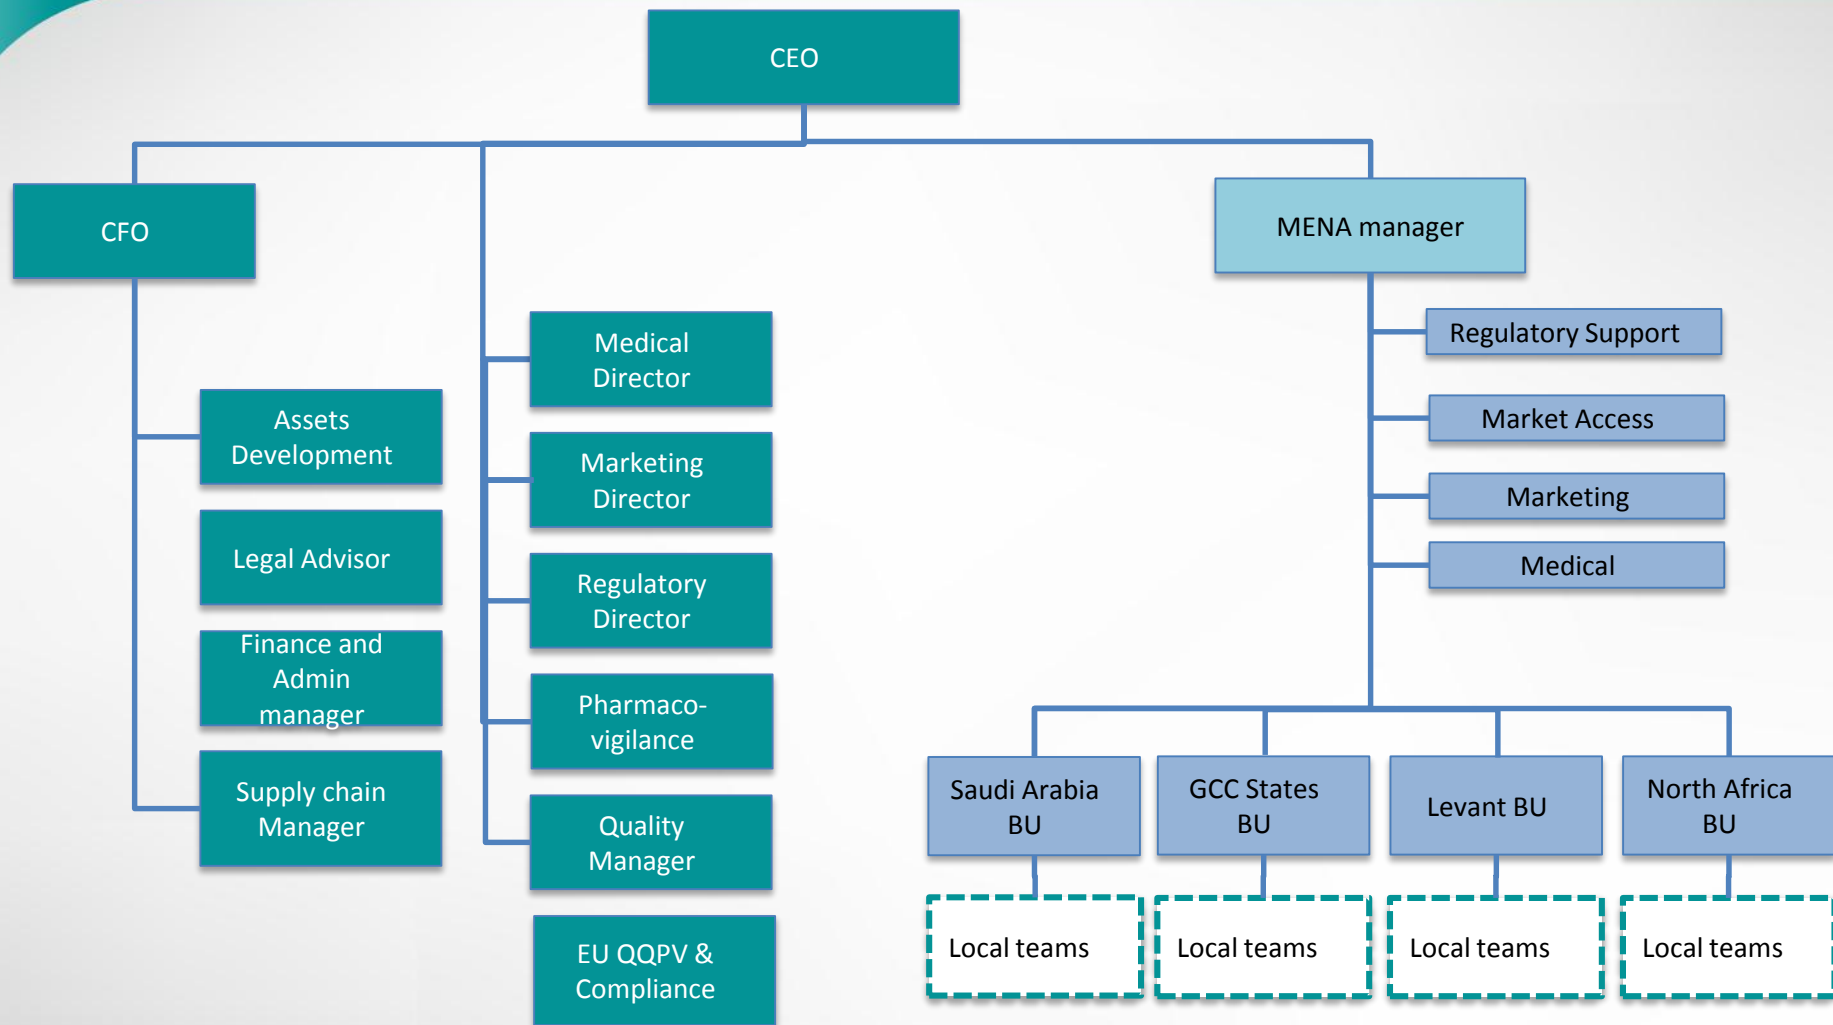 CEO
CFO
MENA manager
Assets
Development
Legal Advisor
Finance and
Admin
manager
Supply chain
Manager
Medical
Director
Marketing
Director
Regulatory
Director
Pharmaco-
vigilance
Quality
Manager
EU QQPV &
Compliance
Regulatory Support
Market Access
Marketing
Medical
Saudi Arabia
BU
GCC States
BU
Levant BU
North Africa
BU
Local teams
Local teams
Local teams
Local teams